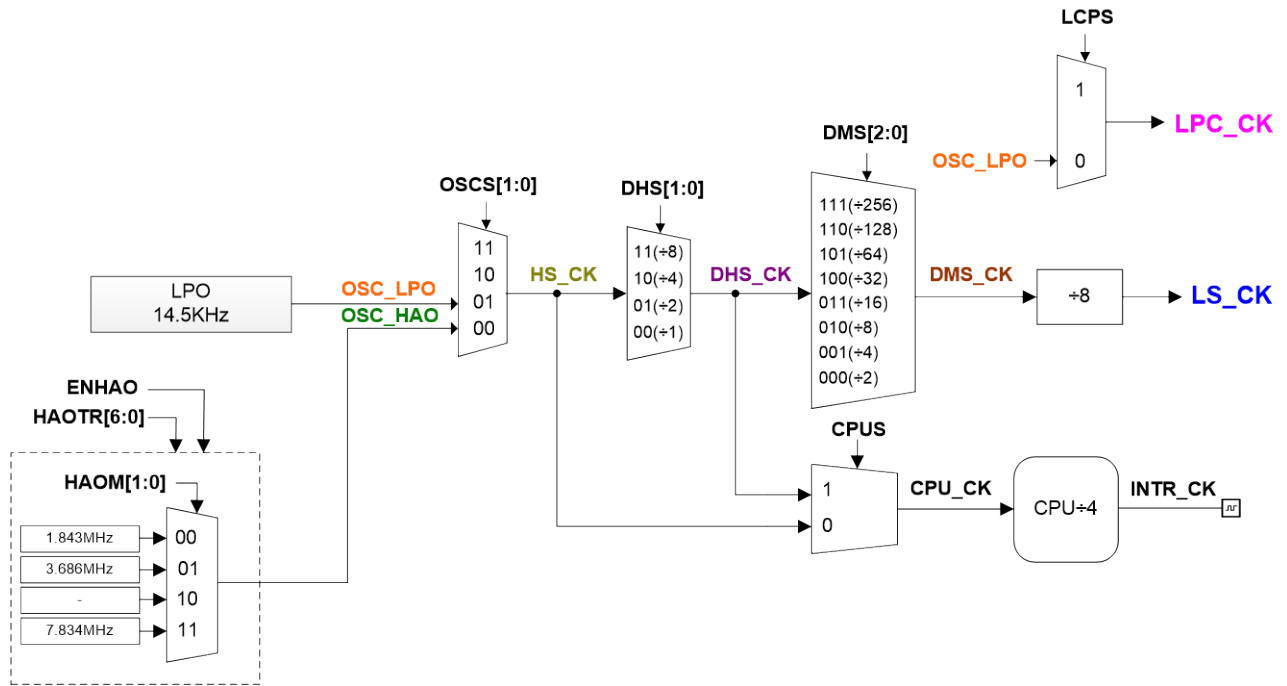 LCPS
1
0
OSC_LPO
LPC_CK
DMS[2:0]
111(÷256)
110(÷128)
101(÷64)
100(÷32)
011(÷16)
010(÷8)
001(÷4)
000(÷2)
OSCS[1:0]
11
10
01
00
DHS[1:0]
11(÷8)
10(÷4)
01(÷2)
00(÷1)
LPO
14.5KHz
OSC_LPO
OSC_HAO
HS_CK
DHS_CK
DMS_CK
÷8
LS_CK
ENHAO
HAOTR[6:0]
HAOM[1:0]
1.843MHz
3.686MHz
-
7.834MHz
00
01
10
11
CPUS
1
0
CPU_CK
CPU÷4
INTR_CK